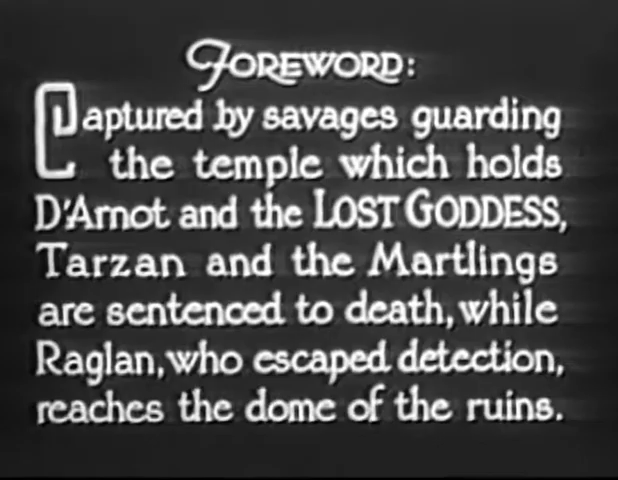 FOREWORD:
Captured by savages guarding
the temple which holds
D'Arnot and the LOST GODDESS,
Tarzan and the Martlings
are sentenced to death, while
Raglan, who escaped detection,
reaches the dome of the ruins.